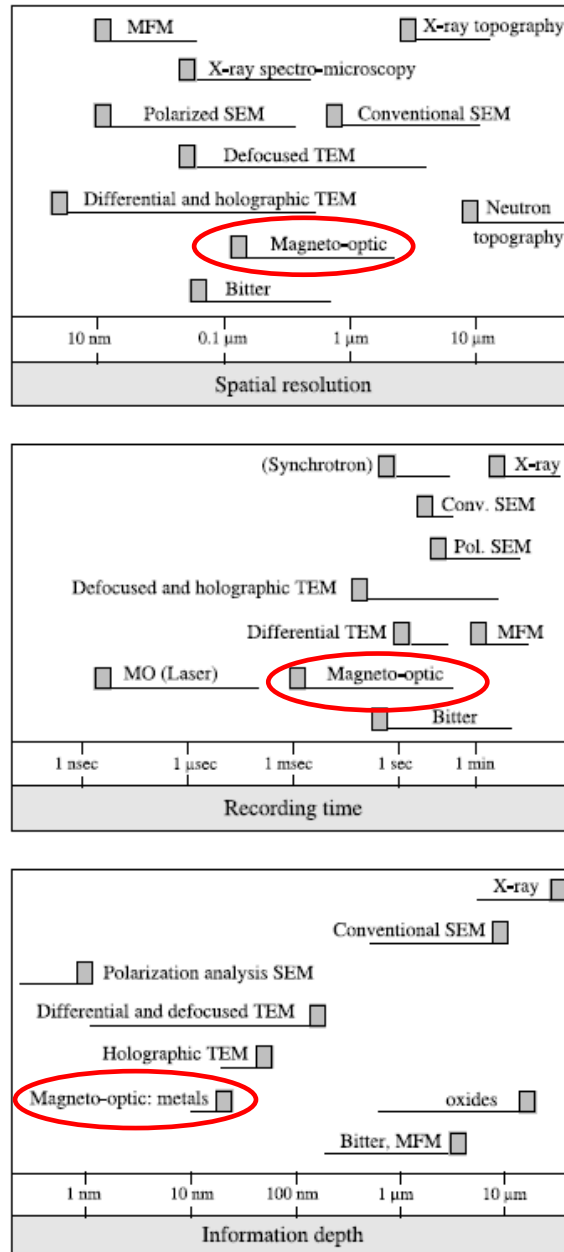 MFM
X-ray topography
X-ray spectro-microscopy
Polarized SEM
Conventional SEM
Defocused TEM
Differential and holographic TEM
Neutron
topography
Magneto-optic
Bitter
10 nm
0.1 µm
1 µm
10 µm
Spatial resolution
(Synchrotron)
X-ray
Conv. SEM
Pol. SEM
Defocused and holographic TEM
Differential TEM
MFM
MO (Laser)
Magneto-optic
Bitter
1 nsec
1 µsec
1 msec
1 sec
1 min
Recording time
X-ray
Conventional SEM
Polarization analysis SEM
Differential and defocused TEM
Holographic TEM
Magneto-optic: metals
oxides
Bitter, MFM
1 nm
10 nm
100 nm
1 µm
10 µm
Information depth